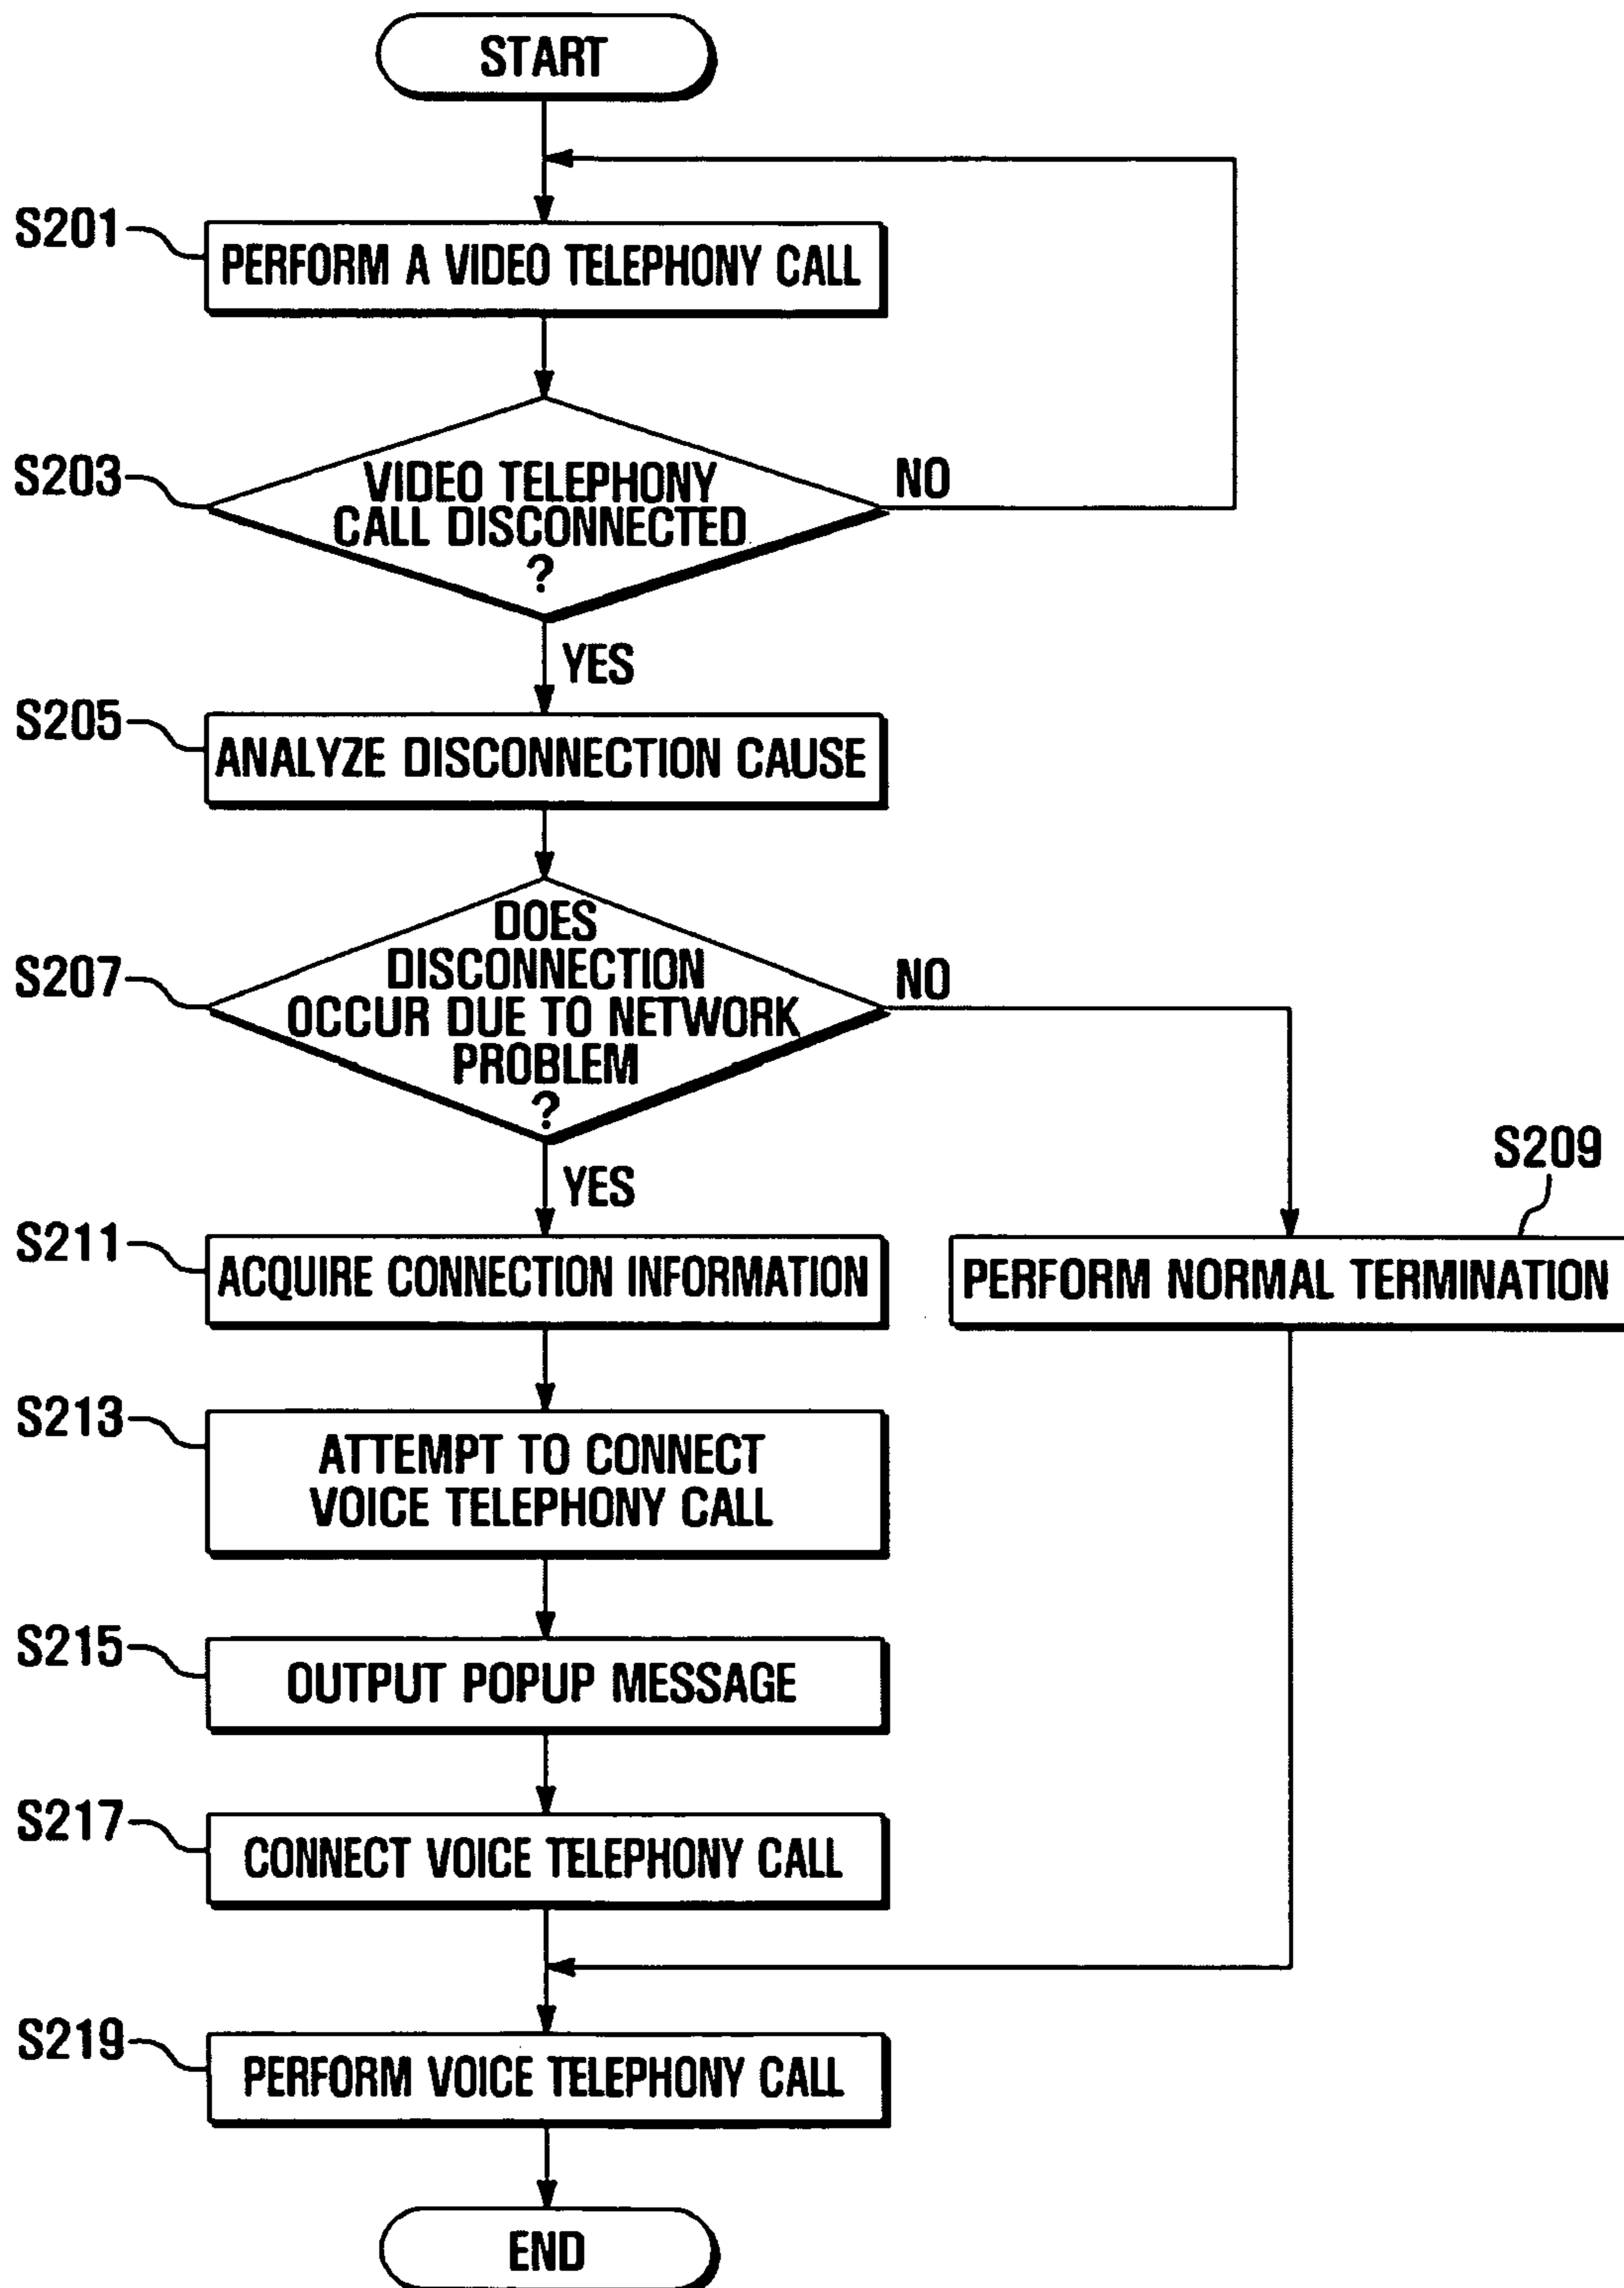 START
S201
PERFORM A VIDEO TELEPHONY CALL
S203
VIDEO TELEPHONY
CALL DISCONNECTED
?
NO
YES
S205
ANALYZE DISCONNECTION CAUSE
S207
DOES
DISCONNECTION
OCCUR DUE TO NETWORK
PROBLEM
?
NO
YES
S209
S211
ACQUIRE CONNECTION INFORMATION
PERFORM NORMAL TERMINATION
S213
ATTEMPT TO CONNECT
VOICE TELEPHONY CALL
S215
OUTPUT POPUP MESSAGE
S217
CONNECT VOICE TELEPHONY CALL
S219
PERFORM VOICE TELEPHONY CALL
END